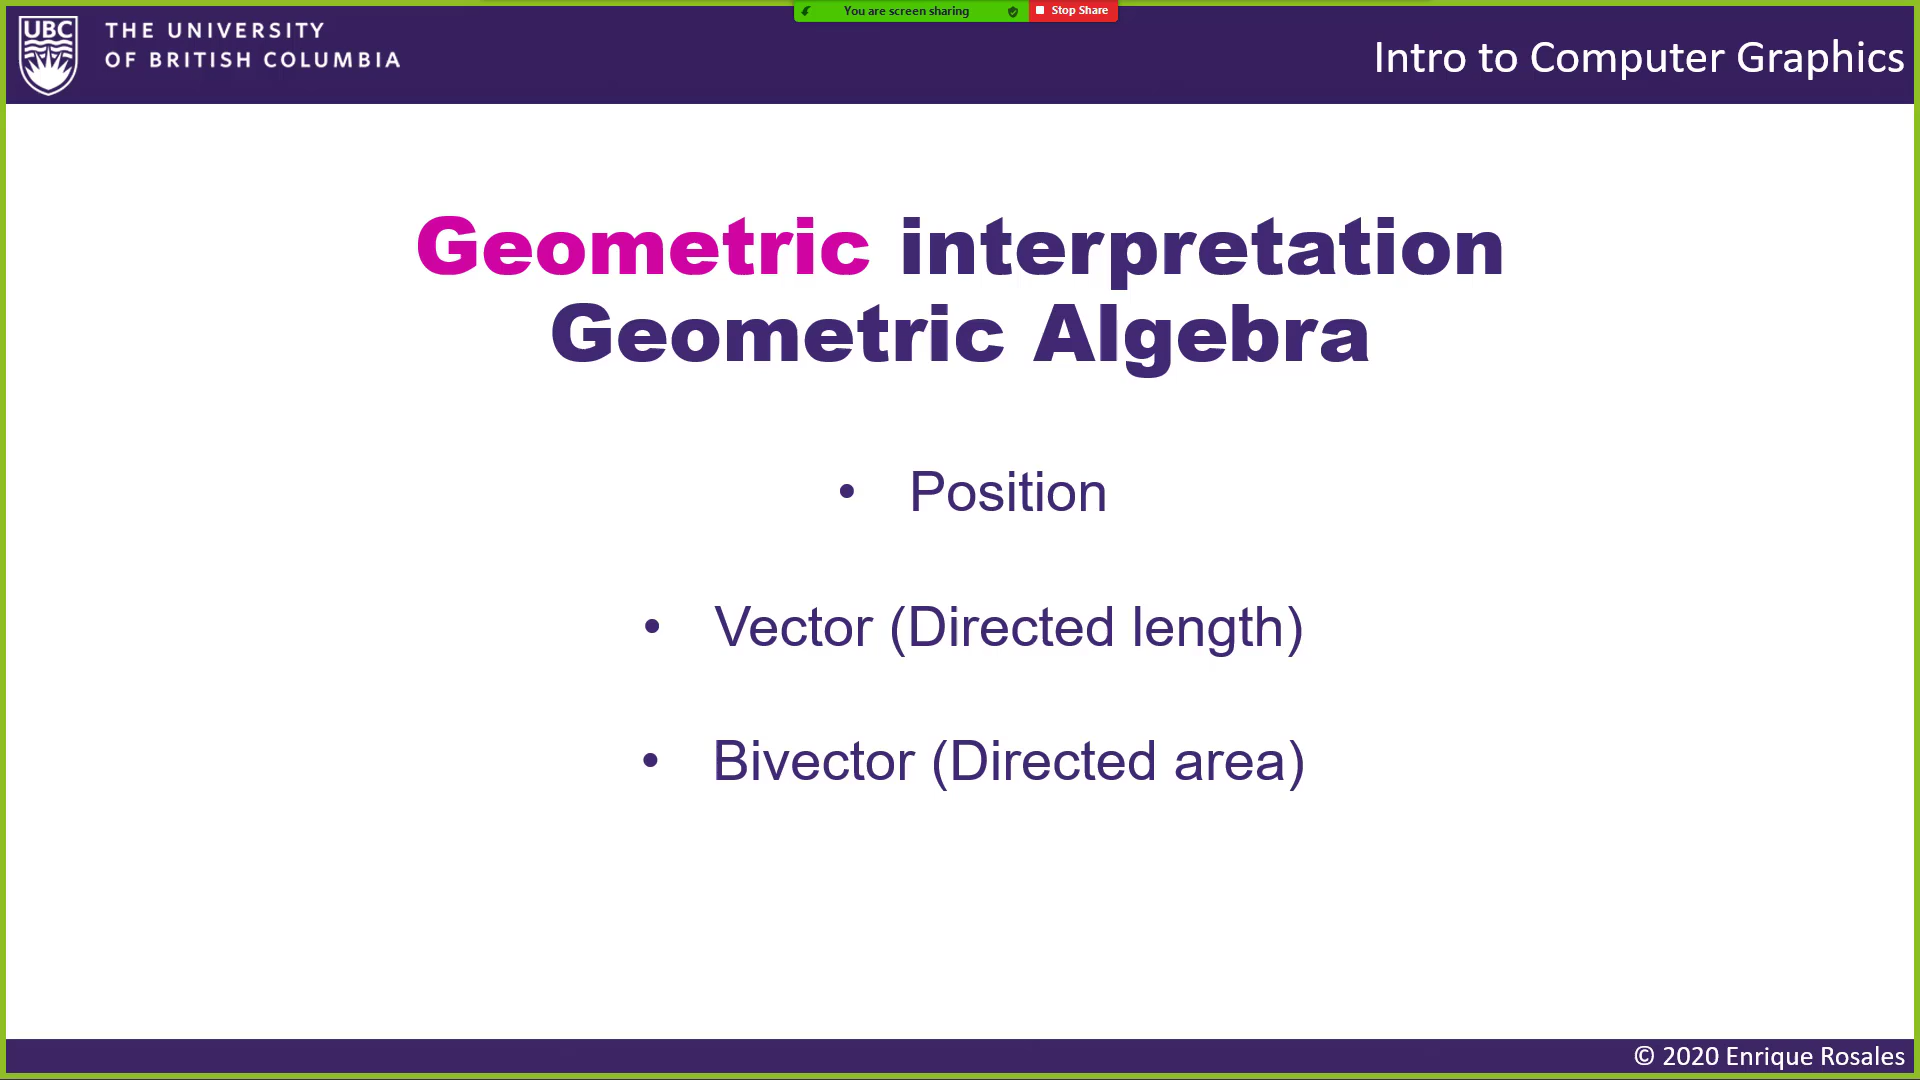 You are screen sharing
Stop Share
UBC
THE UNIVERSITY
OF BRITISH COLUMBIA
Intro to Computer Graphics
Geometric interpretation
Geometric Algebra
• Position
• Vector (Directed length)
• Bivector (Directed area)
© 2020 Enrique Rosales